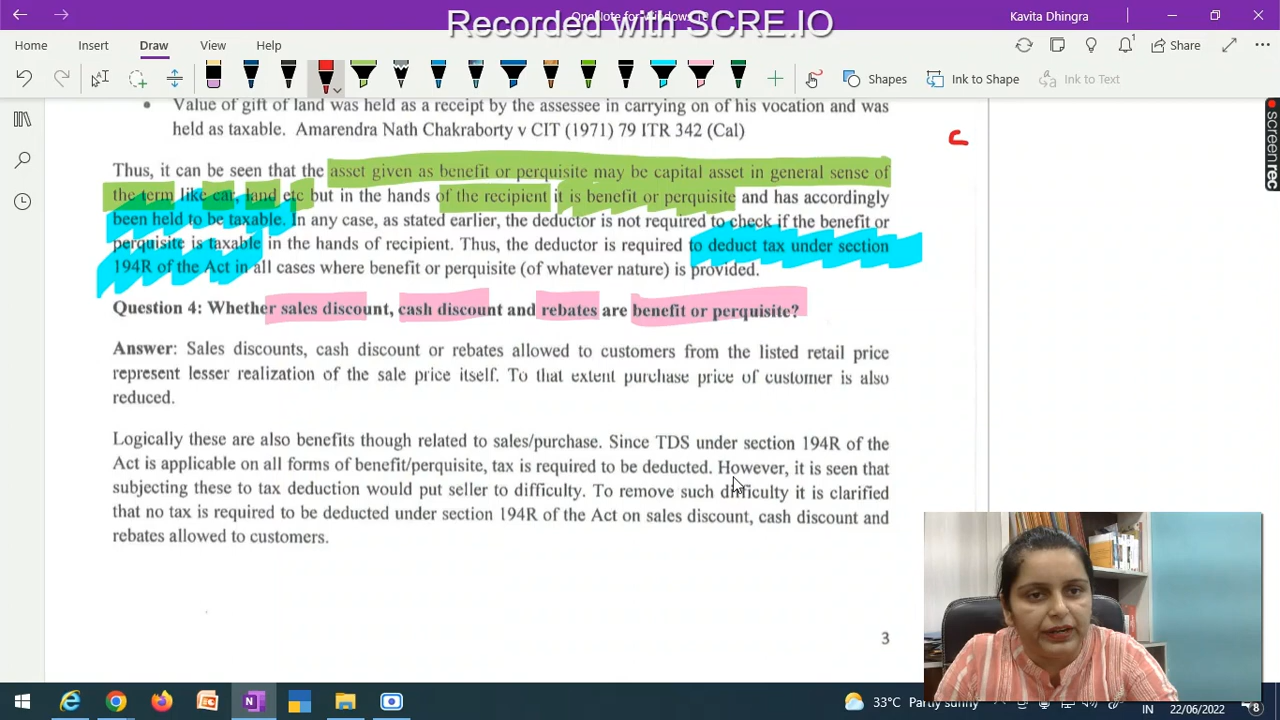 Recorded with SCRE.IO
Kavita Dhingra
Home Insert Draw View Help
Share
Shapes
Ink to Shape
Ink to Text
Value of gift of land was held as a receipt by the assessee in carrying on of his vocation and was
held as taxable. Amarendra Nath Chakraborty v CIT (1971) 79 ITR 342 (Cal)
Thus, it can be seen that the asset given as benefit or perquisite may be capital asset in general sense of
the term like car, land etc but in the hands of the recipient it is benefit or perquisite and has accordingly
been held to be taxable. In any case, as stated earlier, the deductor is not required to check if the benefit or
perquisite is taxable in the hands of recipient. Thus, the deductor is required to deduct tax under section
194R of the Act in all cases where benefit or perquisite (of whatever nature) is provided.
Question 4: Whether sales discount, cash discount and rebates are benefit or perquisite?
Answer: Sales discounts, cash discount or rebates allowed to customers from the listed retail price
represent lesser realization of the sale price itself. To that extent purchase price of customer is also
reduced.
Logically these are also benefits though related to sales/purchase. Since TDS under section 194R of the
Act is applicable on all forms of benefit/perquisite, tax is required to be deducted. However, it is seen that
subjecting these to tax deduction would put seller to difficulty. To remove such difficulty it is clarified
that no tax is required to be deducted under section 194R of the Act on sales discount, cash discount and
rebates allowed to customers.
3
screenrec
33°C Partly sunny
IN
22/06/2022
8